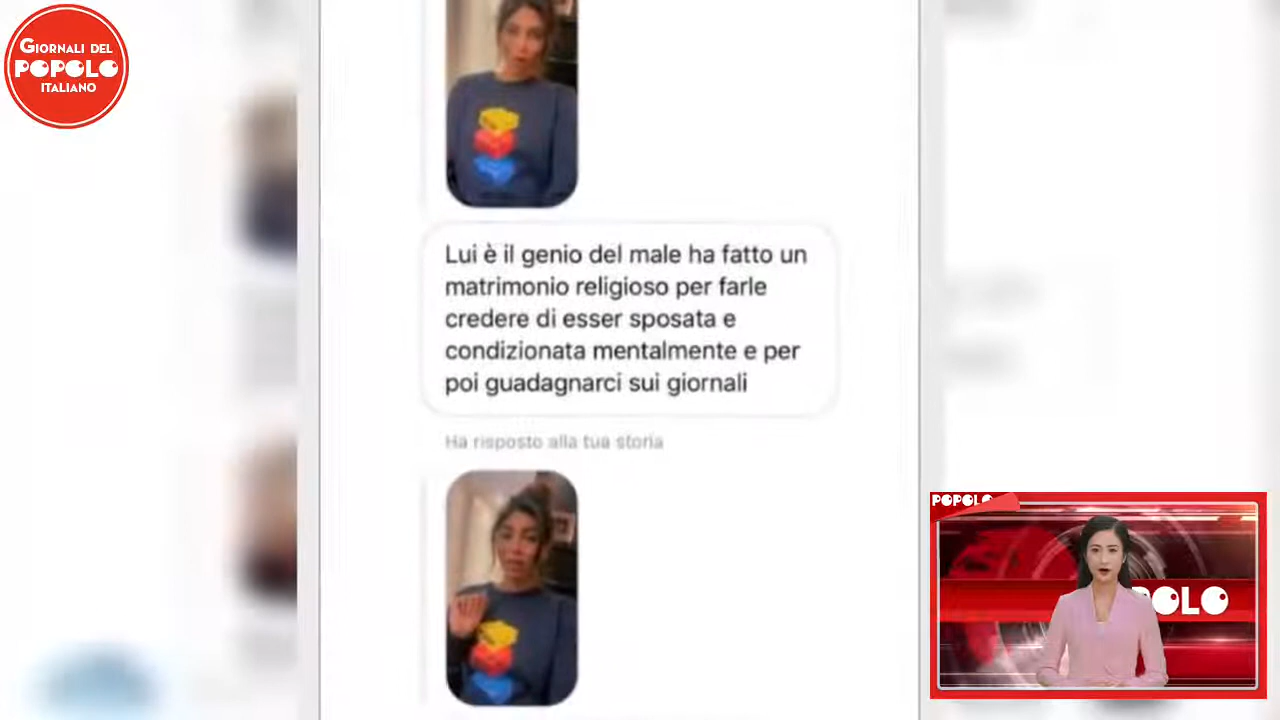 GIORNALI DEL
POPOLO
ITALIANO
Lui è il genio del male ha fatto un
matrimonio religioso per farle
credere di esser sposata e
condizionata mentalmente e per
poi guadagnarci sui giornali
Ha risposto alla tua storia
POPOLO
POLO